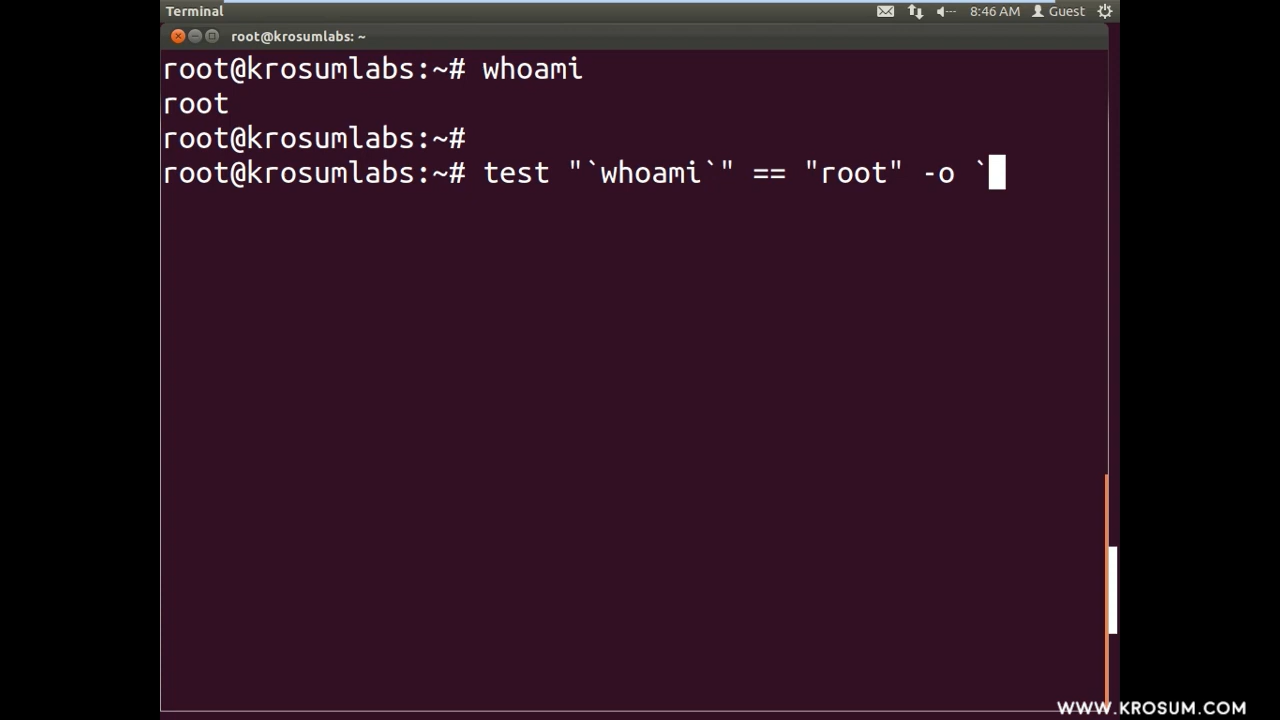 Terminal 8:46 AM Guest
root@krosumlabs: ~
root@krosumlabs:~# whoami
root
root@krosumlabs:~#
root@krosumlabs:~# test "`whoami`" == "root" -o `
WWW.KROSUM.COM